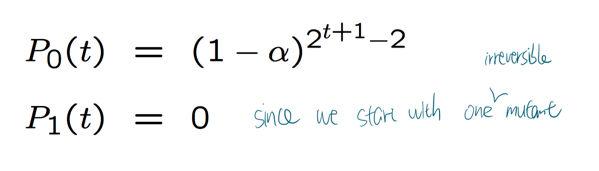 P₀(t) = (1 − α)^{2^{t+1}−2}
irreversible
P₁(t) = 0 since we start with one mutant